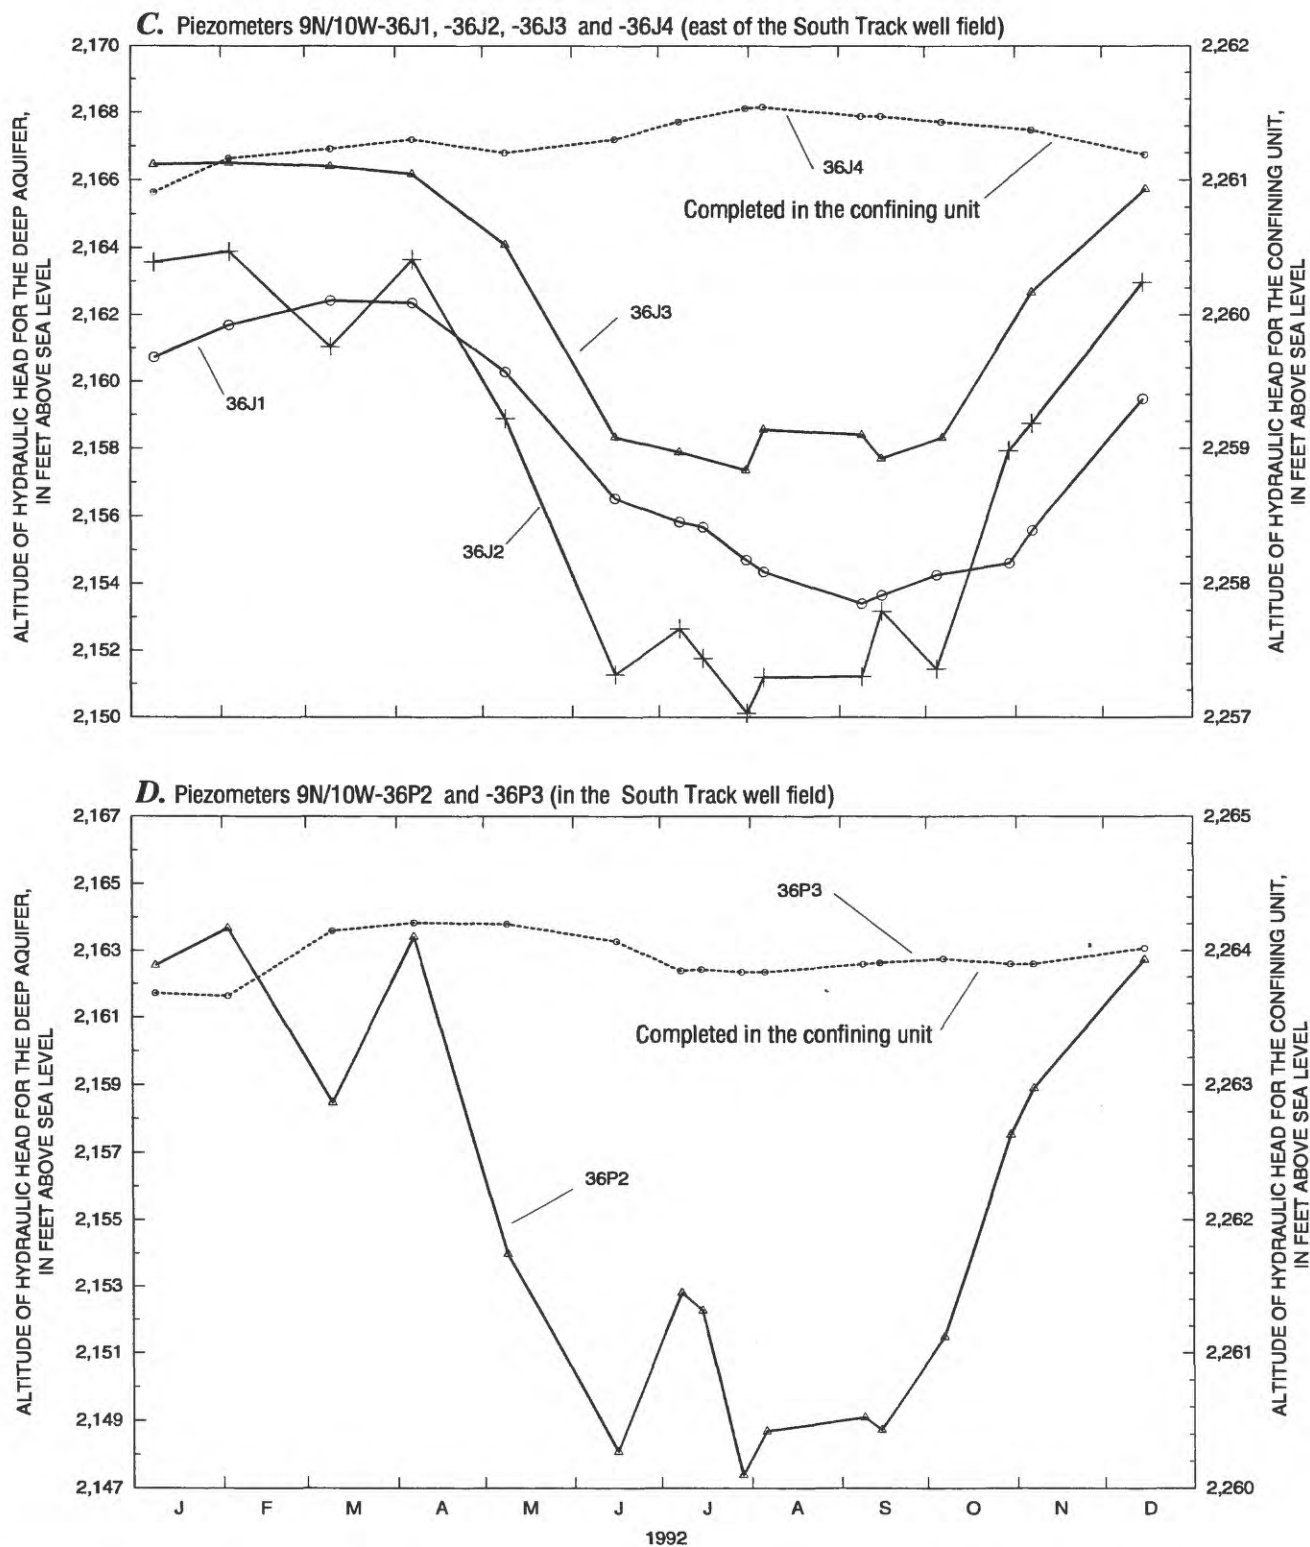 C. Piezometers 9N/10W-36J1, -36J2, -36J3 and -36J4 (east of the South Track well field)
ALTITUDE OF HYDRAULIC HEAD FOR THE DEEP AQUIFER,
IN FEET ABOVE SEA LEVEL
2,170
2,168
2,166
2,164
2,162
2,160
2,158
2,156
2,154
2,152
2,150
36J4
Completed in the confining unit
36J3
36J1
36J2
2,262
2,261
2,260
2,259
2,258
2,257
ALTITUDE OF HYDRAULIC HEAD FOR THE CONFINING UNIT,
IN FEET ABOVE SEA LEVEL
D. Piezometers 9N/10W-36P2 and -36P3 (in the South Track well field)
ALTITUDE OF HYDRAULIC HEAD FOR THE DEEP AQUIFER,
IN FEET ABOVE SEA LEVEL
2,167
2,165
2,163
2,161
2,159
2,157
2,155
2,153
2,151
2,149
2,147
36P3
Completed in the confining unit
36P2
2,265
2,264
2,263
2,262
2,261
2,260
ALTITUDE OF HYDRAULIC HEAD FOR THE CONFINING UNIT,
IN FEET ABOVE SEA LEVEL
J F M A M J J A S O N D
1992